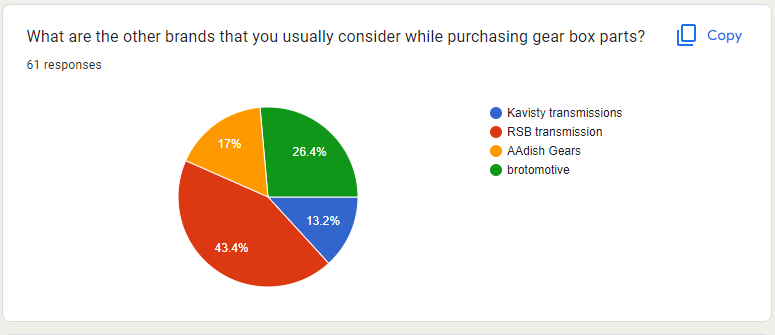 What are the other brands that you usually consider while purchasing gear box parts?
Copy
61 responses
Kavisty transmissions
RSB transmission
AAdish Gears
brotomotive
17%
26.4%
13.2%
43.4%